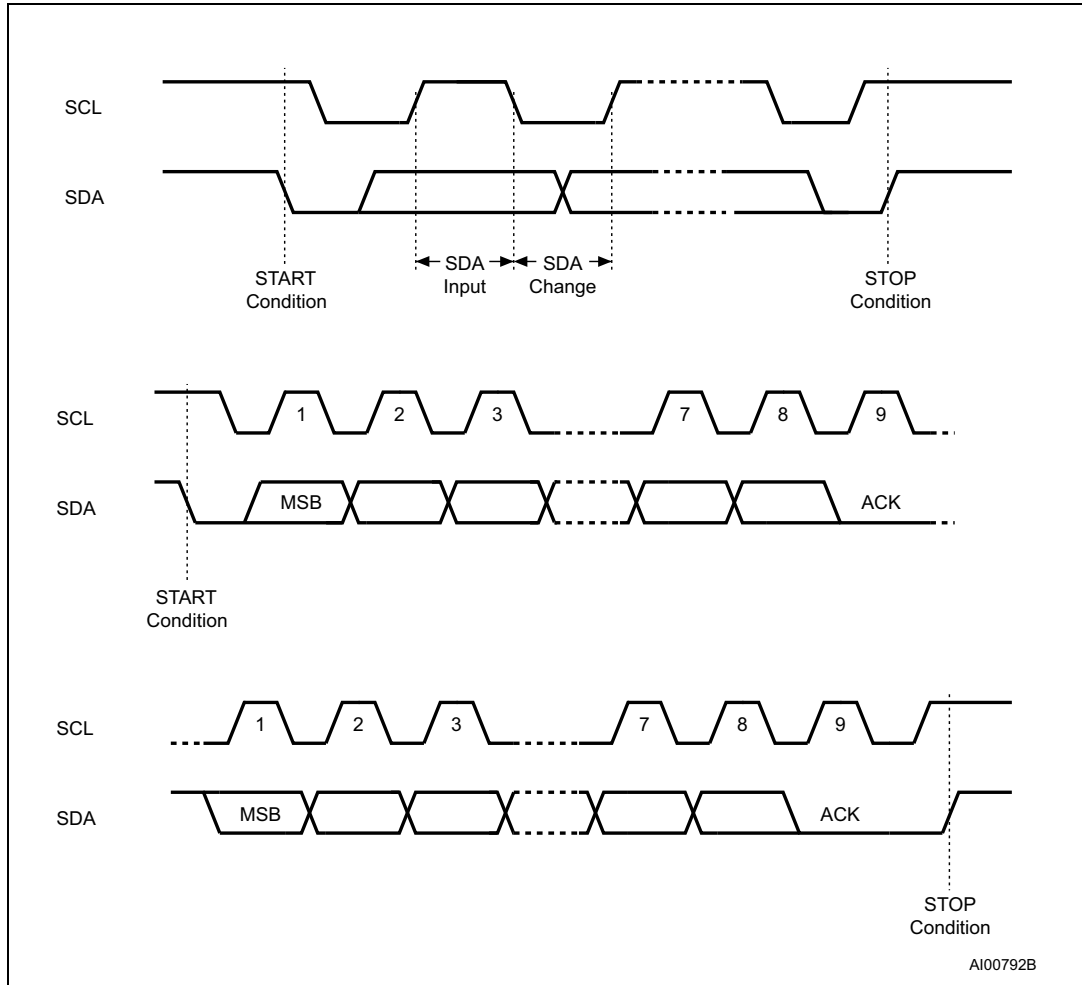 SCL
SDA
SDA
Input
SDA
Change
START
Condition
STOP
Condition
SCL
1
2
3
7
8
9
SDA
MSB
ACK
START
Condition
SCL
1
2
3
7
8
9
SDA
MSB
ACK
STOP
Condition
AI00792B